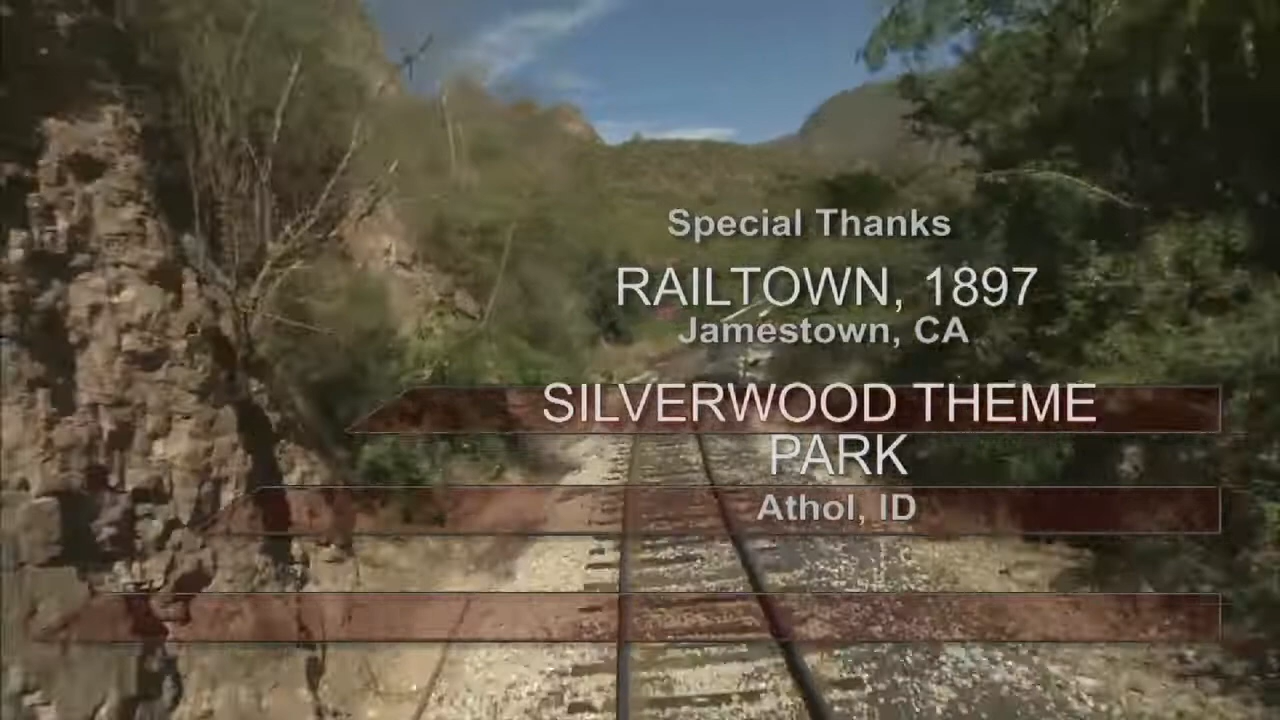 Special Thanks
RAILTOWN, 1897
Jamestown, CA
SILVERWOOD THEME
PARK
Athol, ID